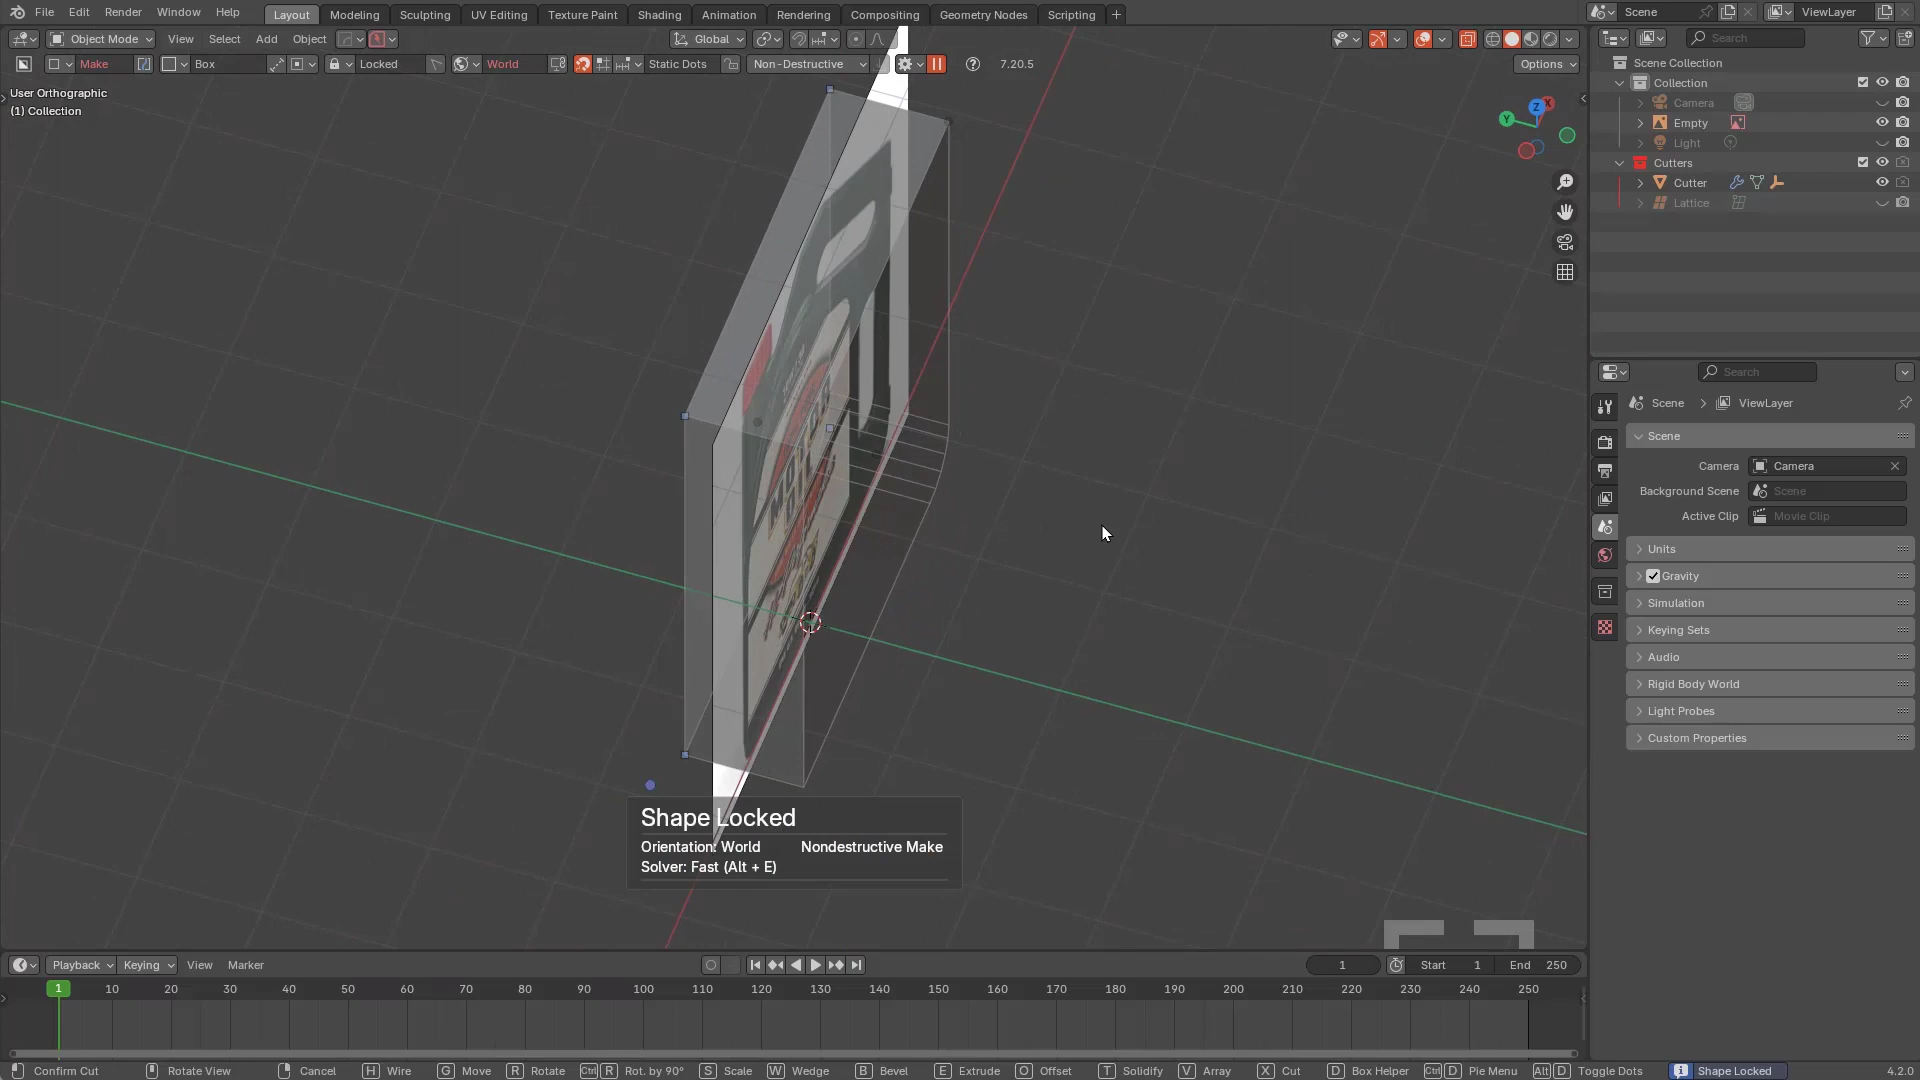 File Edit Render Window Help Layout Modeling Sculpting UV Editing Texture Paint Shading Animation Rendering Compositing Geometry Nodes Scripting + Scene ViewLayer
Object Mode View Select Add Object Global
Make Box Locked World Static Dots Non-Destructive 7.20.5 Options
User Orthographic
(1) Collection
Search
Scene Collection
Collection
Camera
Empty
Light
Cutters
Cutter
Lattice
X
Y
Z
Search
Scene > ViewLayer
Scene
Camera Camera
Background Scene Scene
Active Clip Movie Clip
Units
Gravity
Simulation
Keying Sets
Audio
Rigid Body World
Light Probes
Custom Properties
Shape Locked
Orientation: World Nondestructive Make
Solver: Fast (Alt + E)
Playback Keying View Marker 1 Start 1 End 250
1 10 20 30 40 50 60 70 80 90 100 110 120 130 140 150 160 170 180 190 200 210 220 230 240 250
Confirm Cut Rotate View Cancel H Wire G Move R Rotate Ctrl R Rot. by 90° S Scale W Wedge B Bevel E Extrude O Offset T Solidify V Array X Cut D Box Helper Ctrl D Pie Menu Alt D Toggle Dots Shape Locked 4.2.0